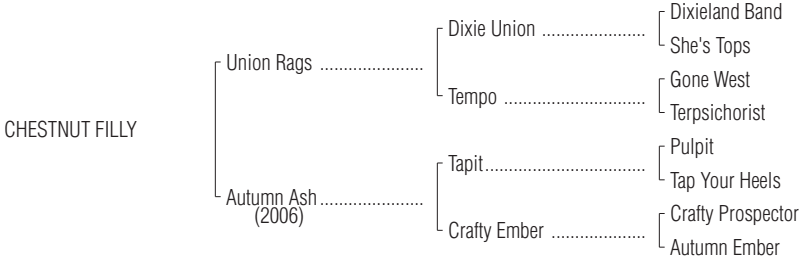 Dixieland Band
Dixie Union ......................
She's Tops
Union Rags ......................
Gone West
Tempo ..............................
Terpsichorist
CHESTNUT FILLY
Pulpit
Tapit..................................
Tap Your Heels
Autumn Ash ......................
(2006)
Crafty Prospector
Crafty Ember ....................
Autumn Ember